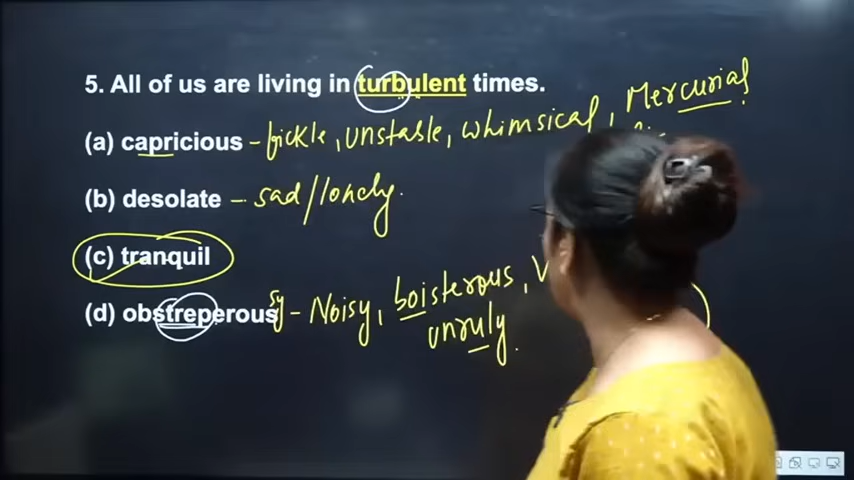 5. All of us are living in turbulent times.
(a) capricious - fickle, unstable, whimsical, Mercurial
(b) desolate - sad/lonely.
(c) tranquil
(d) obstreperous sy - Noisy, boisterous,
unruly.